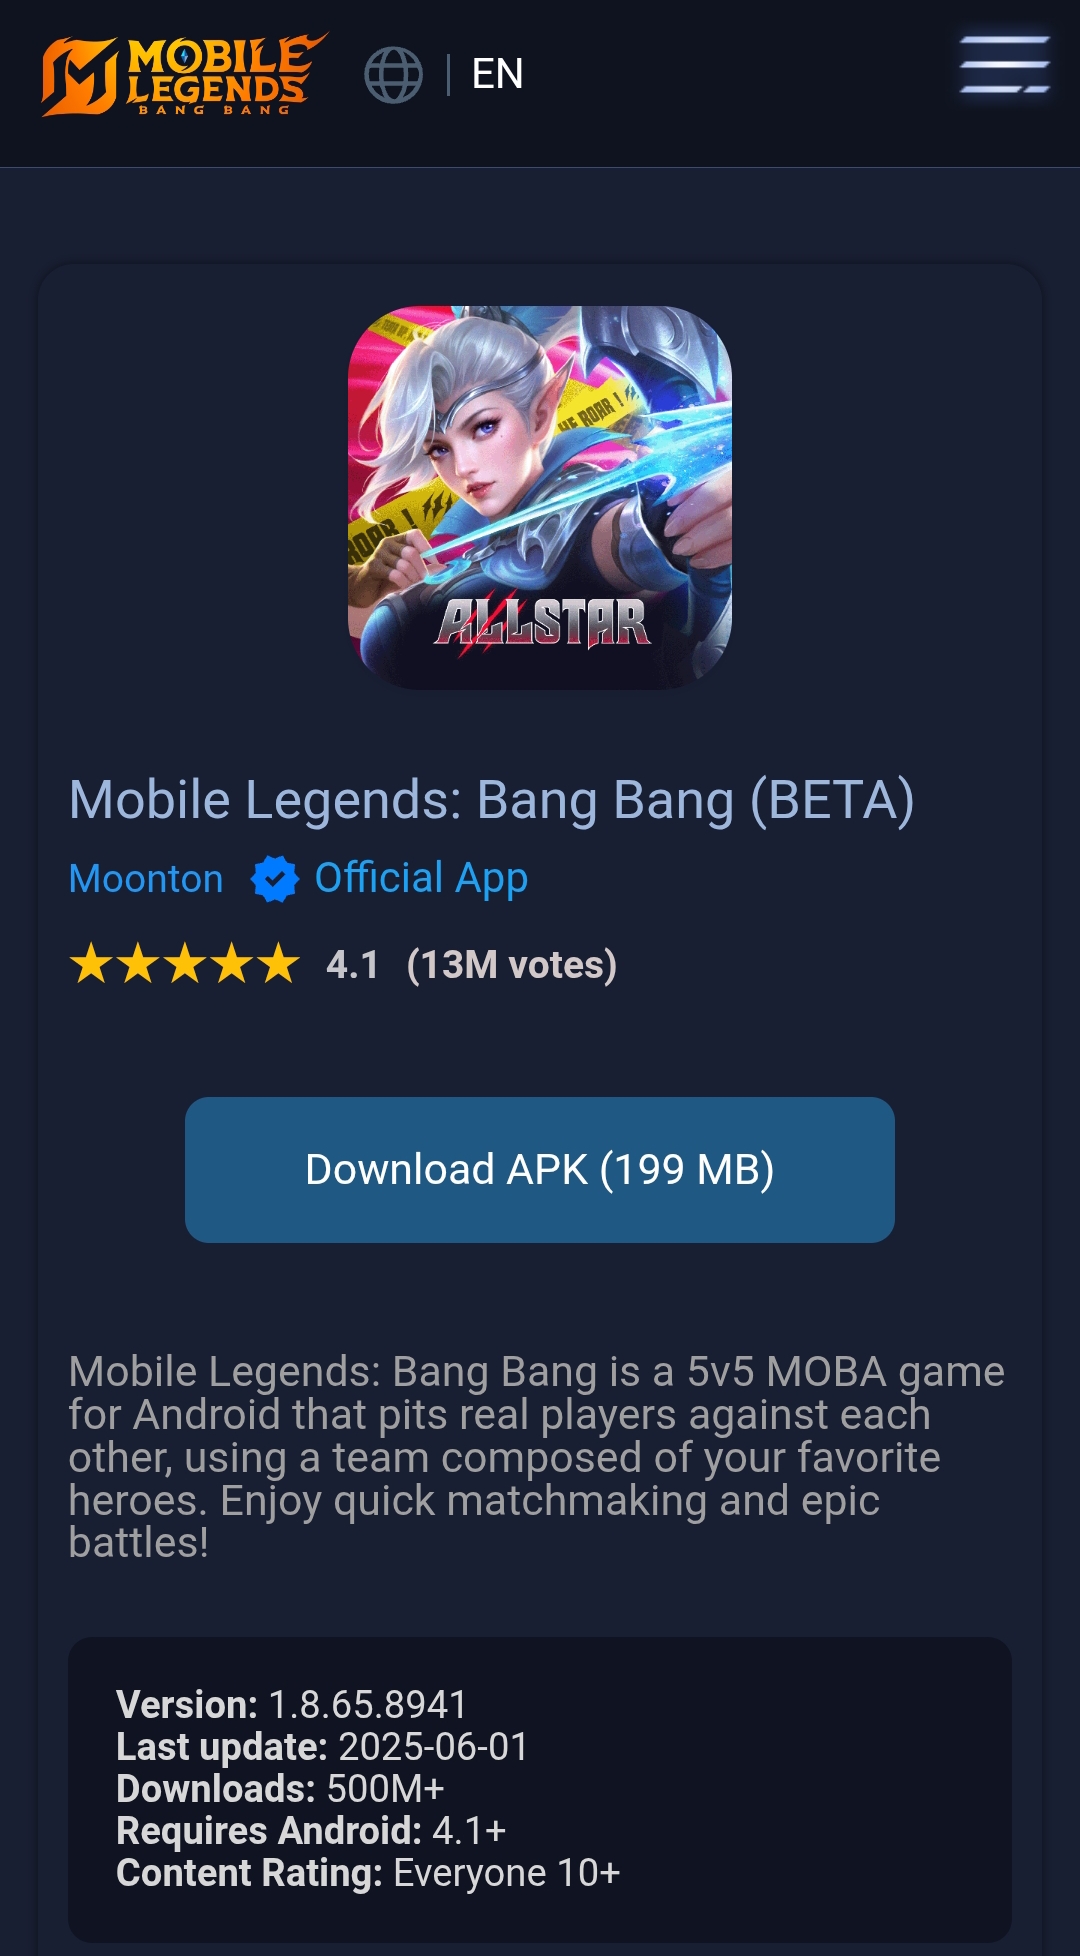 MOBILE
LEGENDS
BANG BANG
EN
HE ROAR !
ROAR !
ALLSTAR
Mobile Legends: Bang Bang (BETA)
Moonton Official App
4.1 (13M votes)
Download APK (199 MB)
Mobile Legends: Bang Bang is a 5v5 MOBA game
for Android that pits real players against each
other, using a team composed of your favorite
heroes. Enjoy quick matchmaking and epic
battles!
Version: 1.8.65.8941
Last update: 2025-06-01
Downloads: 500M+
Requires Android: 4.1+
Content Rating: Everyone 10+